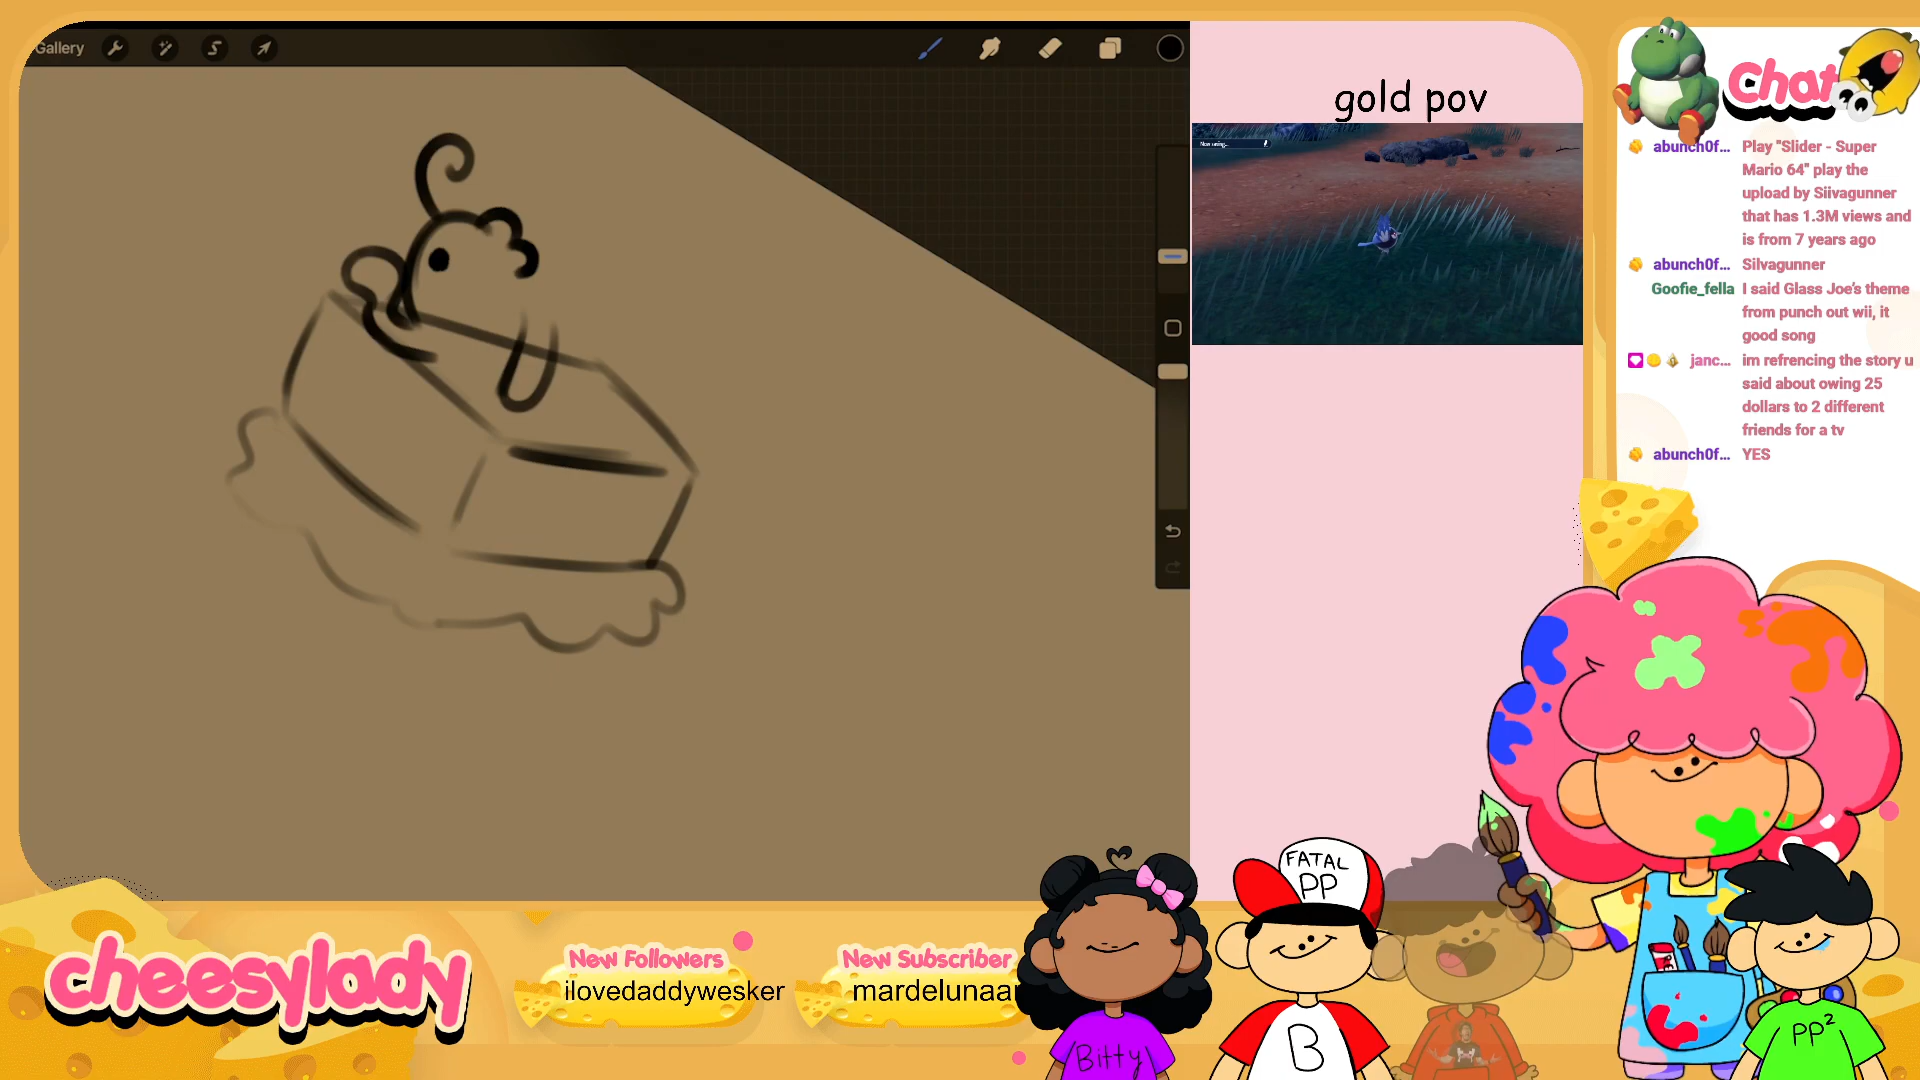 Gallery
gold pov
Now saving...
Chat
abunch0f... Play "Slider - Super
Mario 64" play the
upload by Siivagunner
that has 1.3M views and
is from 7 years ago
abunch0f... Silvagunner
Goofie_fella I said Glass Joe's theme
from punch out wii, it
good song
janc... im refrencing the story u
said about owing 25
dollars to 2 different
friends for a tv
abunch0f... YES
cheesylady
New Followers
ilovedaddywesker
New Subscriber
mardelunaar
FATAL
PP
Bitty
B
PP²